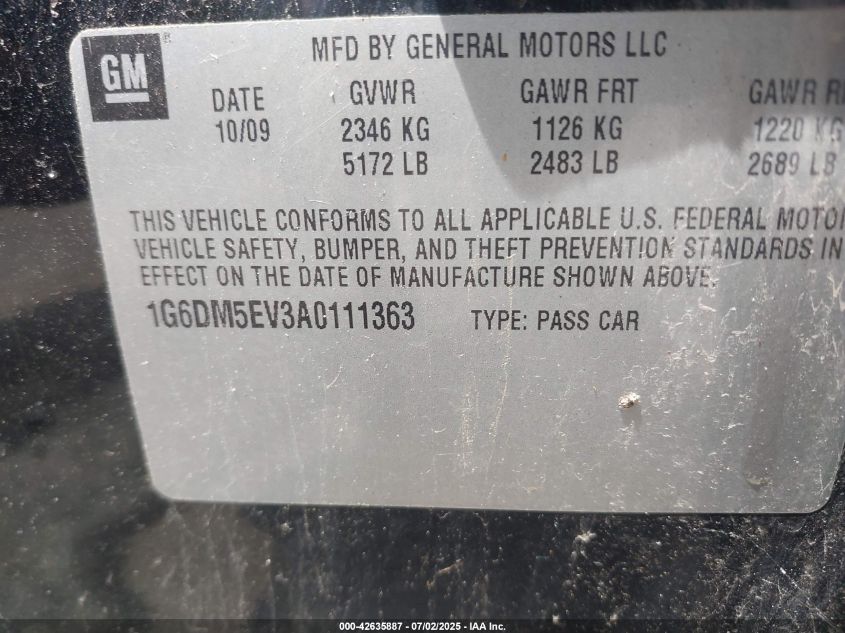 GM ®
MFD BY GENERAL MOTORS LLC
DATE GVWR GAWR FRT GAWR
10/09 2346 KG 1126 KG 1220 KG
5172 LB 2483 LB 2689 LB
THIS VEHICLE CONFORMS TO ALL APPLICABLE U.S. FEDERAL MOTOR
VEHICLE SAFETY, BUMPER, AND THEFT PREVENTION STANDARDS IN
EFFECT ON THE DATE OF MANUFACTURE SHOWN ABOVE.
1G6DM5EV3A0111363 TYPE: PASS CAR
000-42635887 - 07/02/2025 - IAA Inc.